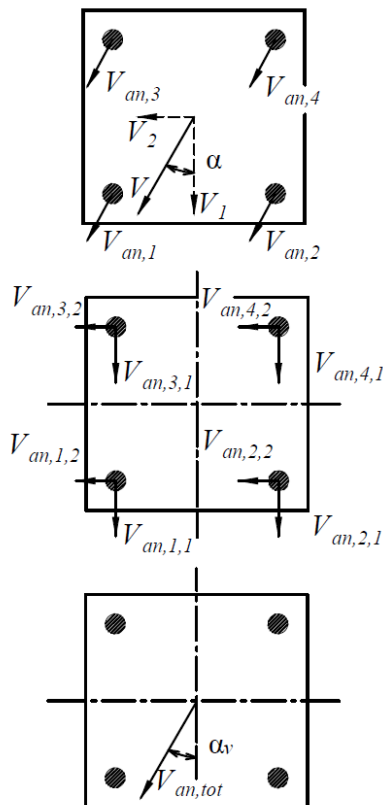 V_an,3
V_an,4
V_2
α
V
V_1
V_an,1
V_an,2
V_an,3,2
V_an,4,2
V_an,3,1
V_an,4,1
V_an,1,2
V_an,2,2
V_an,1,1
V_an,2,1
α_v
V_an,tot